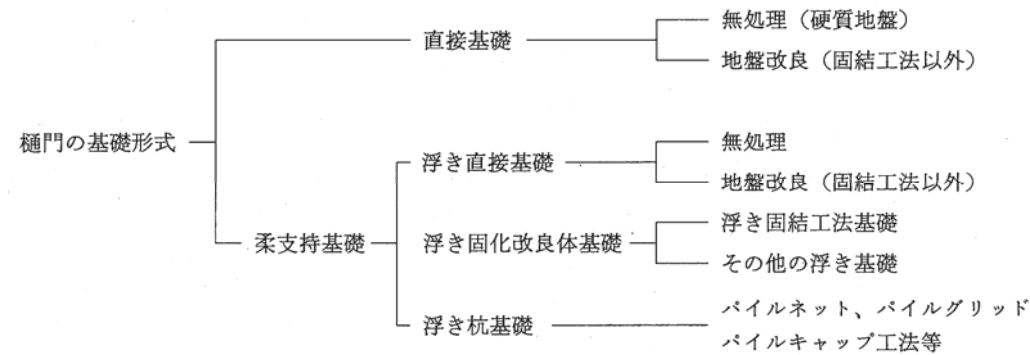 無処理（硬質地盤）
直接基礎
地盤改良（固結工法以外）
樋門の基礎形式
無処理
浮き直接基礎
地盤改良（固結工法以外）
浮き固結工法基礎
柔支持基礎
浮き固化改良体基礎
その他の浮き基礎
パイルネット、パイルグリッド
浮き杭基礎
パイルキャップ工法等